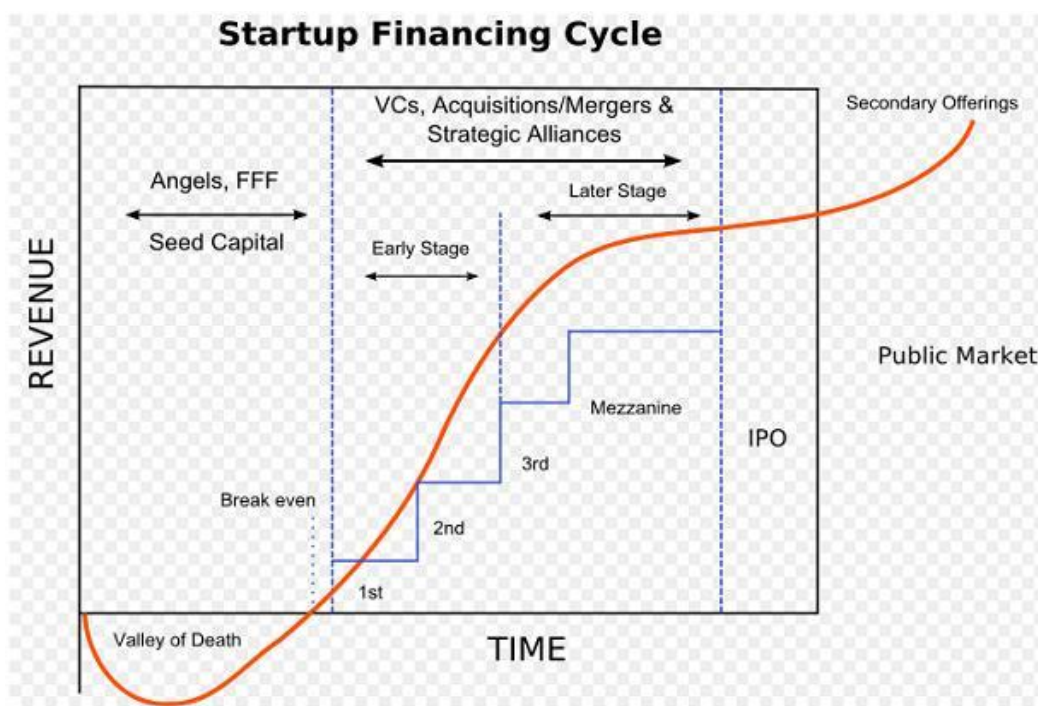 Startup Financing Cycle
VCs, Acquisitions/Mergers &
Strategic Alliances
Secondary Offerings
Angels, FFF
Seed Capital
Later Stage
Early Stage
REVENUE
Public Market
Mezzanine
IPO
3rd
Break even
2nd
1st
Valley of Death
TIME